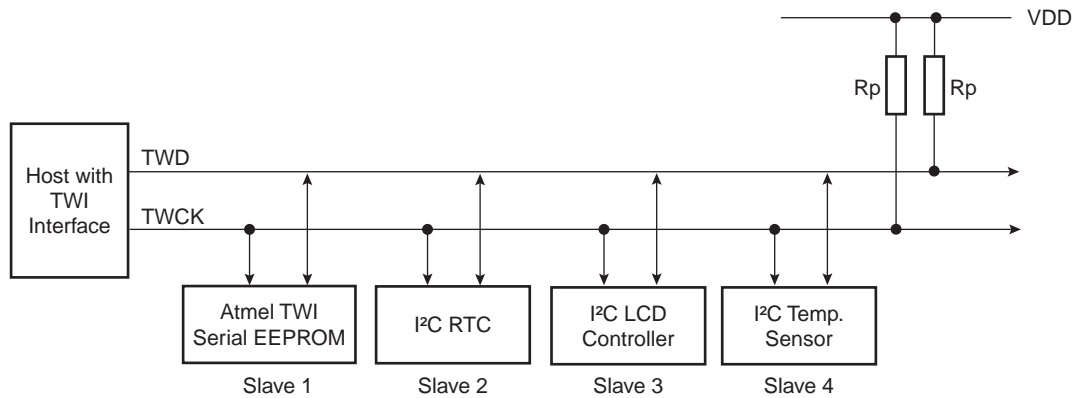 VDD
Rp Rp
Host with
TWI
Interface
TWD
TWCK
Atmel TWI
Serial EEPROM
I²C RTC
I²C LCD
Controller
I²C Temp.
Sensor
Slave 1
Slave 2
Slave 3
Slave 4